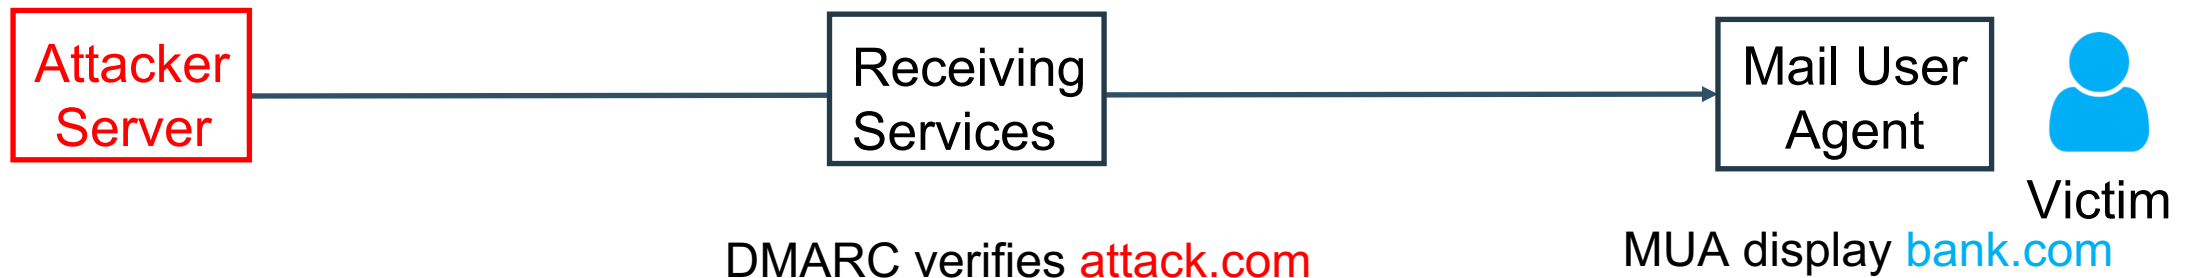 Attacker
Server
Receiving
Services
Mail User
Agent
Victim
DMARC verifies attack.com
MUA display bank.com